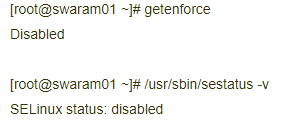 [root@swaram01 ~]# getenforce
Disabled
[root@swaram01 ~]# /usr/sbin/sestatus -v
SELinux status: disabled